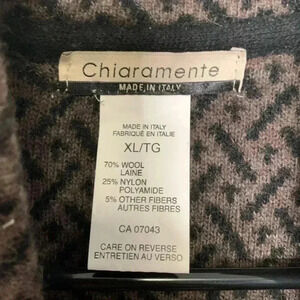 Chiaramente
MADE IN ITALY
MADE IN ITALY
FABRIQUÉ EN ITALIE
XL/TG
70% WOOL
LAINE
25% NYLON
POLYAMIDE
5% OTHER FIBERS
AUTRES FIBRES
CA 07043
CARE ON REVERSE
ENTRETIEN AU VERSO